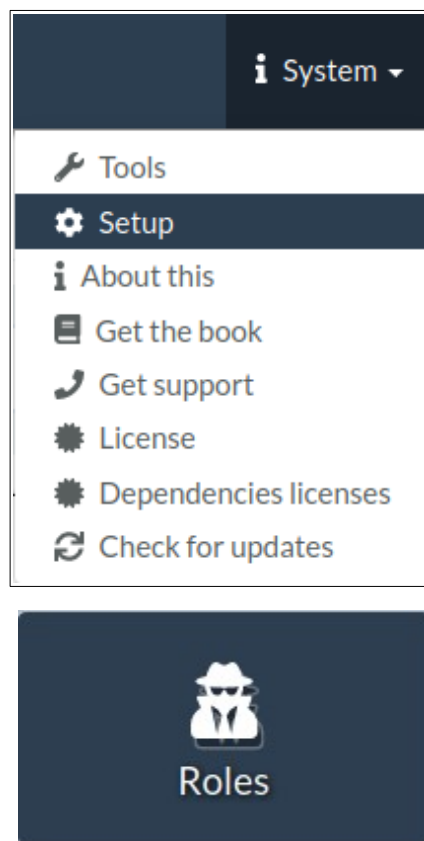 System
Tools
Setup
About this
Get the book
Get support
License
Dependencies licenses
Check for updates
Roles